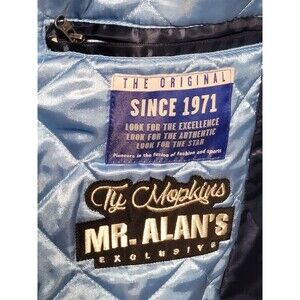 THE ORIGINAL
SINCE 1971
LOOK FOR THE EXCELLENCE
LOOK FOR THE AUTHENTIC
LOOK FOR THE STAR
Pioneers in the fusing of fashion and sports
Ty Mopkins
MR. ALAN'S
EXCLUSIVE